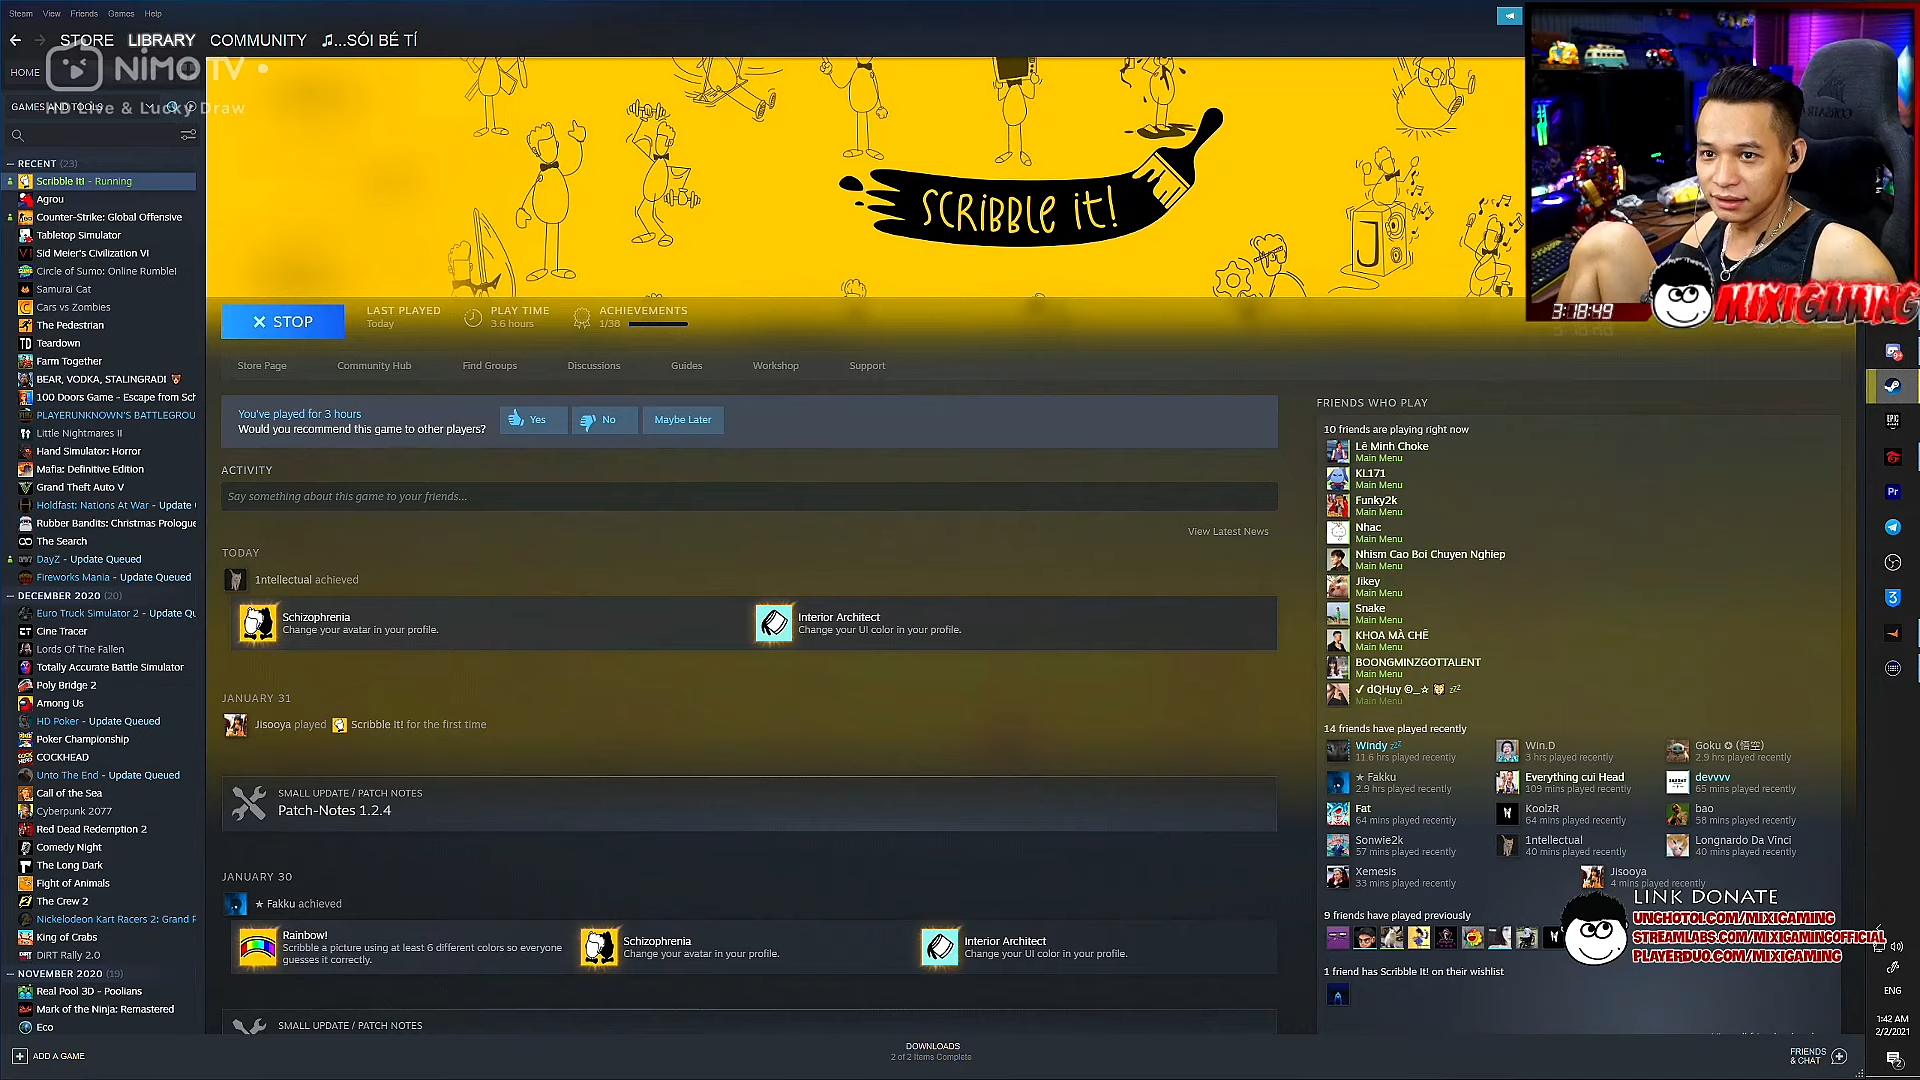 Steam View Friends Games Help
STORE LIBRARY COMMUNITY ♫...SÓI BÉ TÍ
HOME
NIMO TV
GAMES AND TOOLS
HD Live & Lucky Draw
RECENT (23)
Scribble It! - Running
Agrou
Counter-Strike: Global Offensive
Tabletop Simulator
Sid Meier's Civilization VI
Circle of Sumo: Online Rumble!
Samurai Cat
Cars vs Zombies
The Pedestrian
Teardown
Farm Together
BEAR, VODKA, STALINGRAD! 🐻
100 Doors Game - Escape from Sch
PLAYERUNKNOWN'S BATTLEGROU
Little Nightmares II
Hand Simulator: Horror
Mafia: Definitive Edition
Grand Theft Auto V
Holdfast: Nations At War - Update
Rubber Bandits: Christmas Prologue
The Search
DayZ - Update Queued
Fireworks Mania - Update Queued
DECEMBER 2020 (20)
Euro Truck Simulator 2 - Update Qu
Cine Tracer
Lords Of The Fallen
Totally Accurate Battle Simulator
Poly Bridge 2
Among Us
HD Poker - Update Queued
Poker Championship
COCKHEAD
Unto The End - Update Queued
Call of the Sea
Cyberpunk 2077
Red Dead Redemption 2
Comedy Night
The Long Dark
Fight of Animals
The Crew 2
Nickelodeon Kart Racers 2: Grand P
King of Crabs
DiRT Rally 2.0
NOVEMBER 2020 (19)
Real Pool 3D - Poolians
Mark of the Ninja: Remastered
Eco
ADD A GAME
SCRIBBLE IT!
J
STOP
LAST PLAYED
Today
PLAY TIME
3.6 hours
ACHIEVEMENTS
1/38
Store Page Community Hub Find Groups Discussions Guides Workshop Support
You've played for 3 hours
Would you recommend this game to other players?
Yes No Maybe Later
ACTIVITY
Say something about this game to your friends...
View Latest News
TODAY
1ntellectual achieved
Schizophrenia
Change your avatar in your profile.
Interior Architect
Change your UI color in your profile.
JANUARY 31
Jisooya played Scribble It! for the first time
SMALL UPDATE / PATCH NOTES
Patch-Notes 1.2.4
JANUARY 30
★ Fakku achieved
Rainbow!
Scribble a picture using at least 6 different colors so everyone
guesses it correctly.
Schizophrenia
Change your avatar in your profile.
Interior Architect
Change your UI color in your profile.
SMALL UPDATE / PATCH NOTES
DOWNLOADS
2 of 2 Items Complete
CORSAIR
3:18:49
MIXIGAMING
FRIENDS WHO PLAY
10 friends are playing right now
Lê Minh Choke
Main Menu
KL171
Main Menu
Funky2k
Main Menu
Nhac
Main Menu
Nhism Cao Boi Chuyen Nghiep
Main Menu
Jikey
Main Menu
Snake
Main Menu
KHOA MÀ CHẾ
Main Menu
BOONGMINZGOTTALENT
Main Menu
✓ dQHuy ©_☆ 🐯 zZZ
Main Menu
14 friends have played recently
Windy zZZ
11.6 hrs played recently
Win.D
3 hrs played recently
Goku ✪ (悟空)
2.9 hrs played recently
★ Fakku
2.9 hrs played recently
Everything cui Head
109 mins played recently
devvvv
65 mins played recently
Fat
64 mins played recently
KoolzR
64 mins played recently
bao
58 mins played recently
Sonwie2k
57 mins played recently
1ntellectual
40 mins played recently
Longnardo Da Vinci
40 mins played recently
Xemesis
33 mins played recently
Jisooya
4 mins played recently
9 friends have played previously
1 friend has Scribble It! on their wishlist
LINK DONATE
UNGHOTOI.COM/MIXIGAMING
STREAMLABS.COM/MIXIGAMINGOFFICIAL
PLAYERDUO.COM/MIXIGAMING
EPIC
Pr
ENG
1:42 AM
2/2/2021
FRIENDS
& CHAT
2